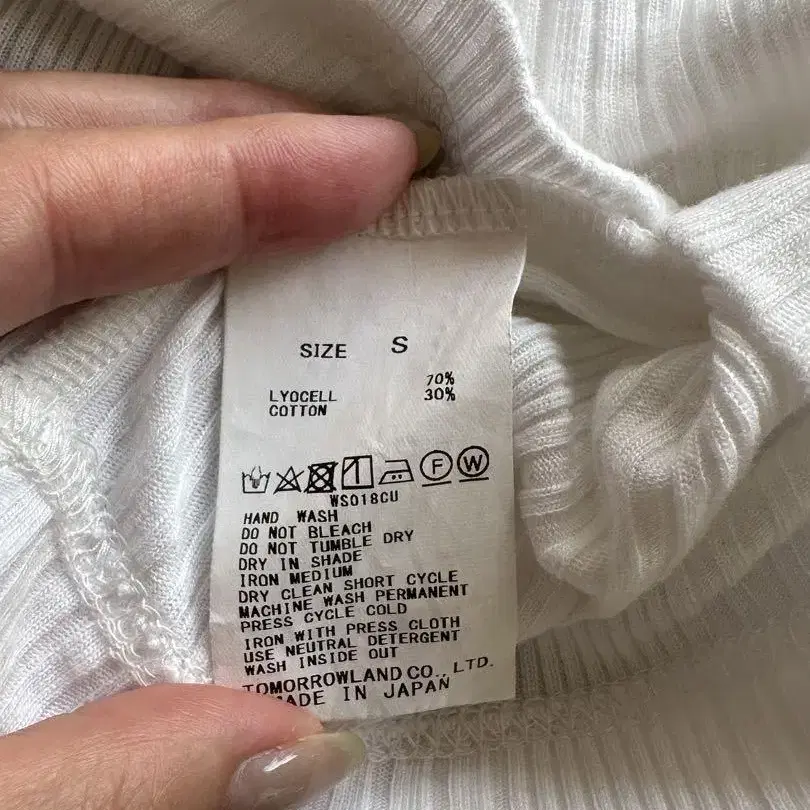 SIZE S
70%
LYOCELL 30%
COTTON
F W
WS018CU
HAND WASH
DO NOT BLEACH
DO NOT TUMBLE DRY
DRY IN SHADE
IRON MEDIUM
DRY CLEAN SHORT CYCLE
MACHINE WASH PERMANENT
PRESS CYCLE COLD
IRON WITH PRESS CLOTH
USE NEUTRAL DETERGENT
WASH INSIDE OUT
TOMORROWLAND CO., LTD.
MADE IN JAPAN